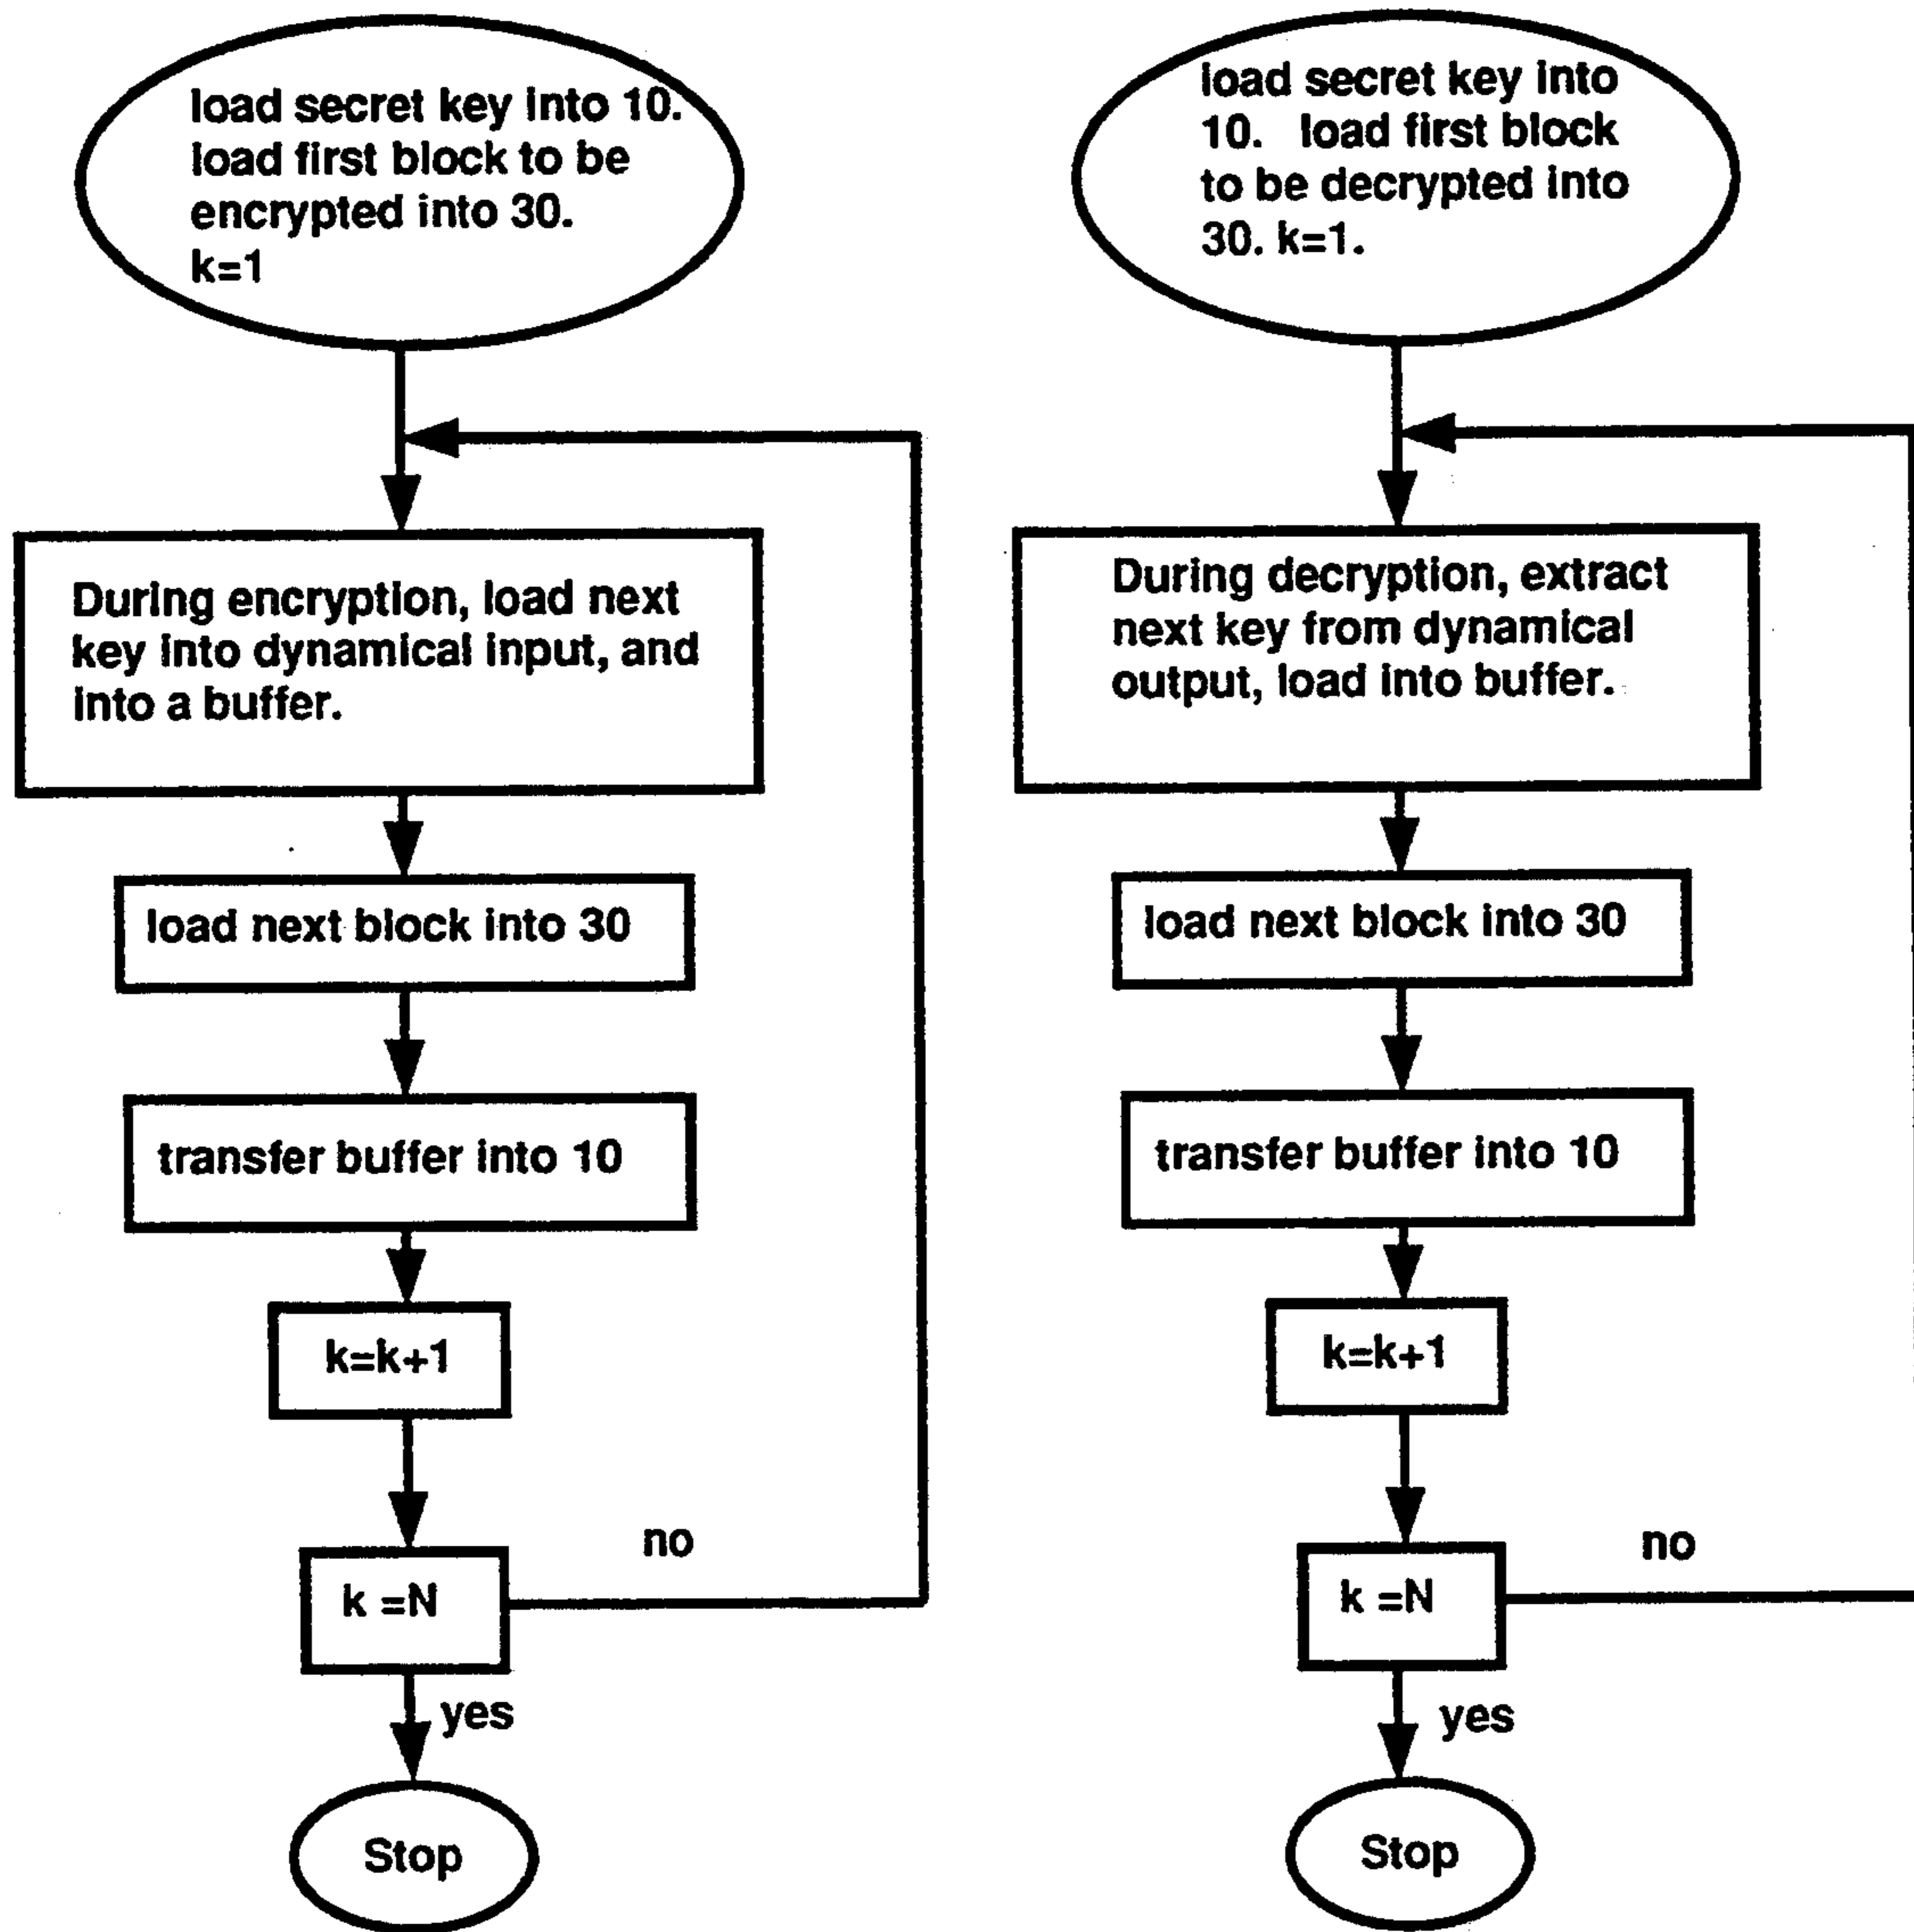 load secret key into 10.
load first block to be
encrypted into 30.
k=1
During encryption, load next
key into dynamical input, and
into a buffer.
load next block into 30
transfer buffer into 10
k=k+1
k =N
no
yes
Stop
load secret key into
10. load first block
to be decrypted into
30. k=1.
During decryption, extract
next key from dynamical
output, load into buffer.
load next block into 30
transfer buffer into 10
k=k+1
k =N
no
yes
Stop